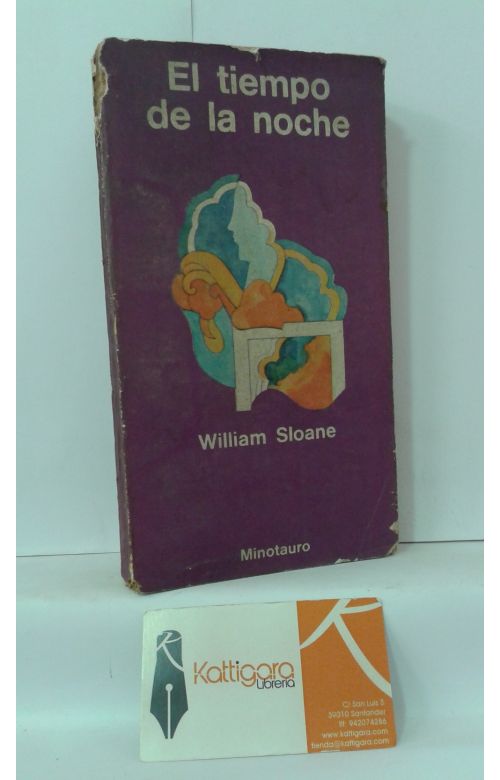 El tiempo
de la noche
William Sloane
Minotauro
Kattigara
Librería
C/ San Luis 5
39010 Santander
tlf: 942074286
www.kattigara.com
tienda@kattigara.com